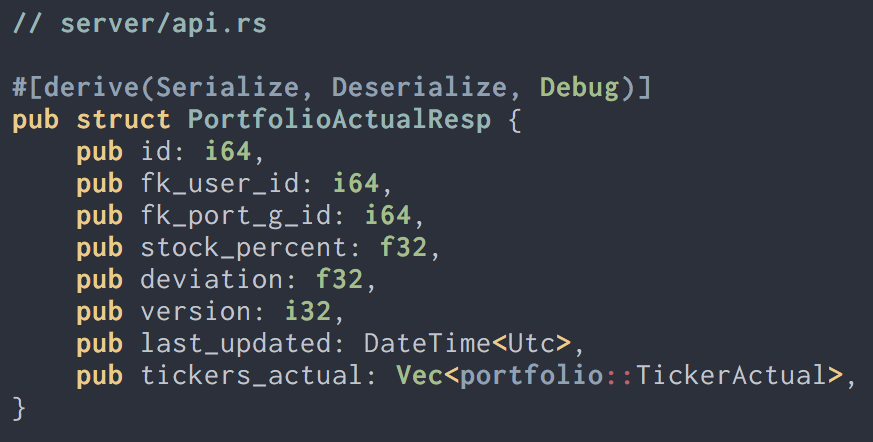 // server/api.rs
#[derive(Serialize, Deserialize, Debug)]
pub struct PortfolioActualResp {
    pub id: i64,
    pub fk_user_id: i64,
    pub fk_port_g_id: i64,
    pub stock_percent: f32,
    pub deviation: f32,
    pub version: i32,
    pub last_updated: DateTime<Utc>,
    pub tickers_actual: Vec<portfolio::TickerActual>,
}